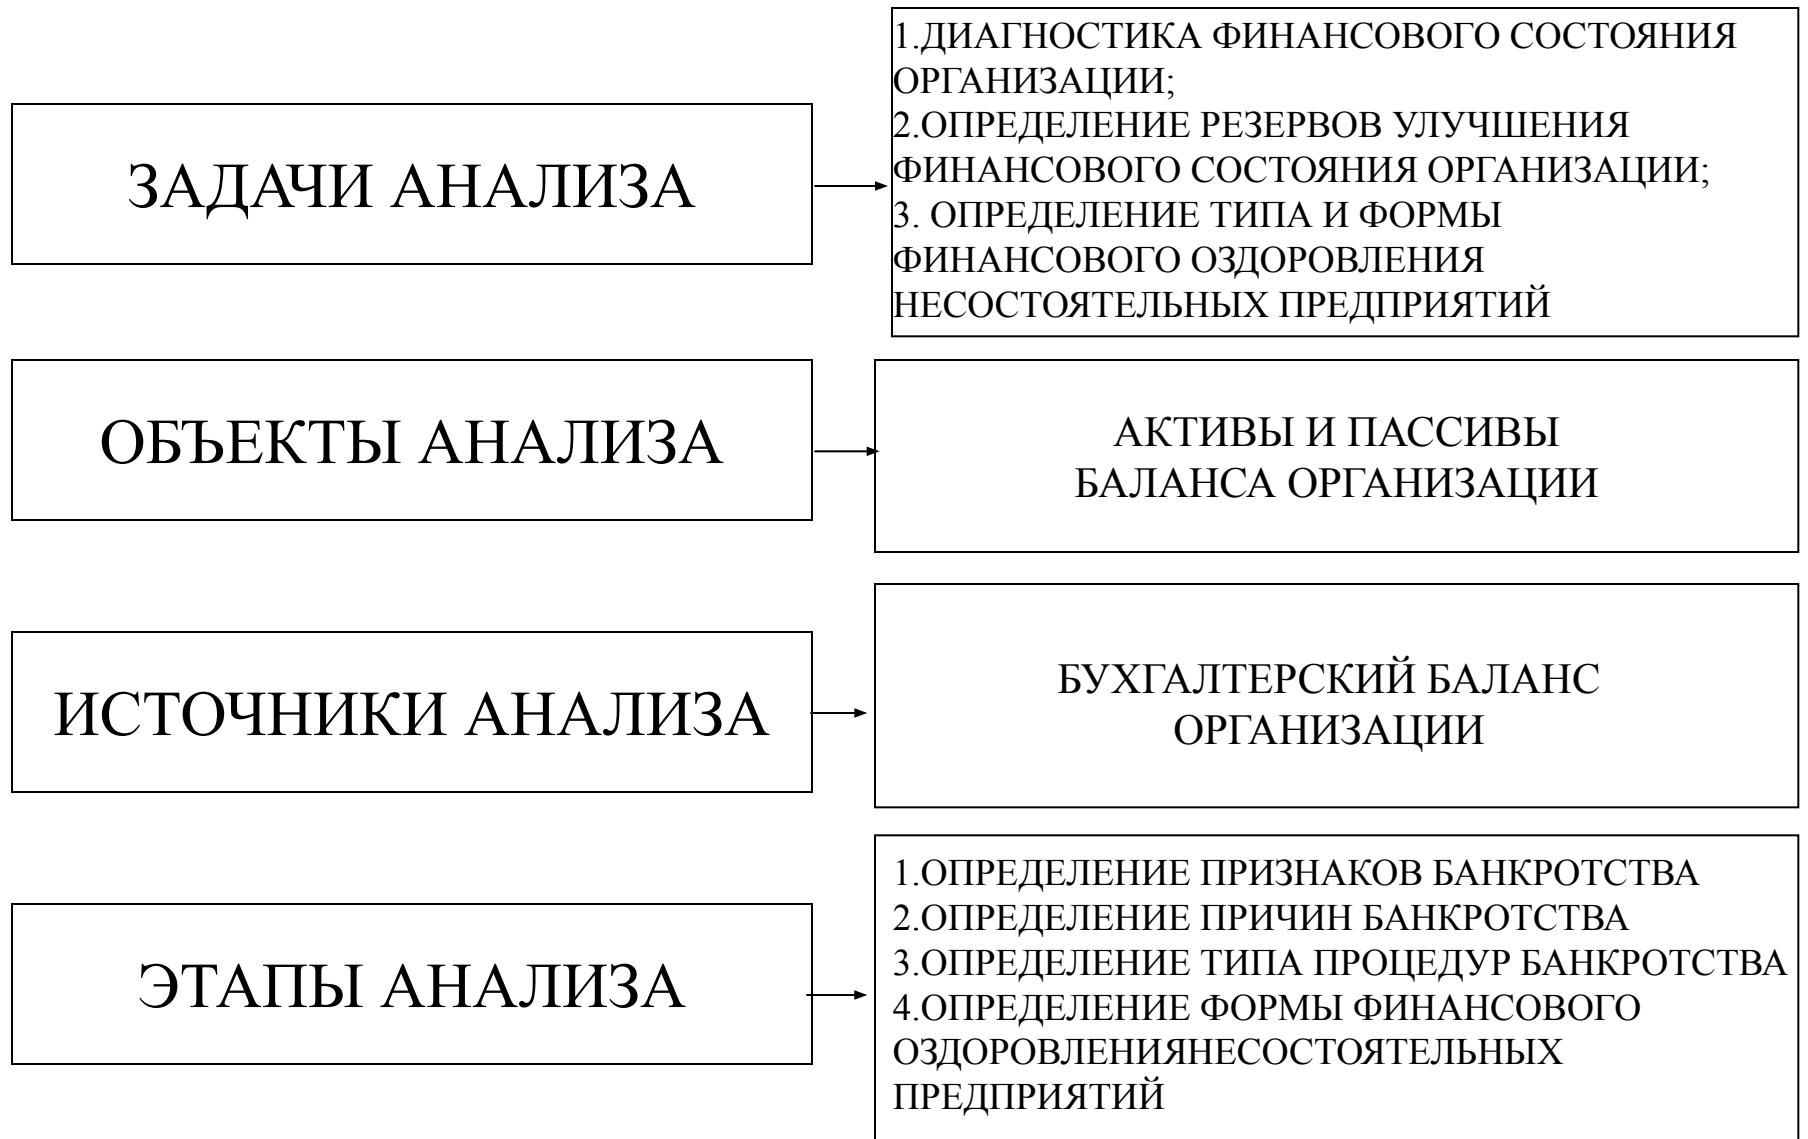 ЗАДАЧИ АНАЛИЗА
1.ДИАГНОСТИКА ФИНАНСОВОГО СОСТОЯНИЯ
ОРГАНИЗАЦИИ;
2.ОПРЕДЕЛЕНИЕ РЕЗЕРВОВ УЛУЧШЕНИЯ
ФИНАНСОВОГО СОСТОЯНИЯ ОРГАНИЗАЦИИ;
3. ОПРЕДЕЛЕНИЕ ТИПА И ФОРМЫ
ФИНАНСОВОГО ОЗДОРОВЛЕНИЯ
НЕСОСТОЯТЕЛЬНЫХ ПРЕДПРИЯТИЙ
ОБЪЕКТЫ АНАЛИЗА
АКТИВЫ И ПАССИВЫ
БАЛАНСА ОРГАНИЗАЦИИ
ИСТОЧНИКИ АНАЛИЗА
БУХГАЛТЕРСКИЙ БАЛАНС
ОРГАНИЗАЦИИ
ЭТАПЫ АНАЛИЗА
1.ОПРЕДЕЛЕНИЕ ПРИЗНАКОВ БАНКРОТСТВА
2.ОПРЕДЕЛЕНИЕ ПРИЧИН БАНКРОТСТВА
3.ОПРЕДЕЛЕНИЕ ТИПА ПРОЦЕДУР БАНКРОТСТВА
4.ОПРЕДЕЛЕНИЕ ФОРМЫ ФИНАНСОВОГО
ОЗДОРОВЛЕНИЯНЕСОСТОЯТЕЛЬНЫХ
ПРЕДПРИЯТИЙ